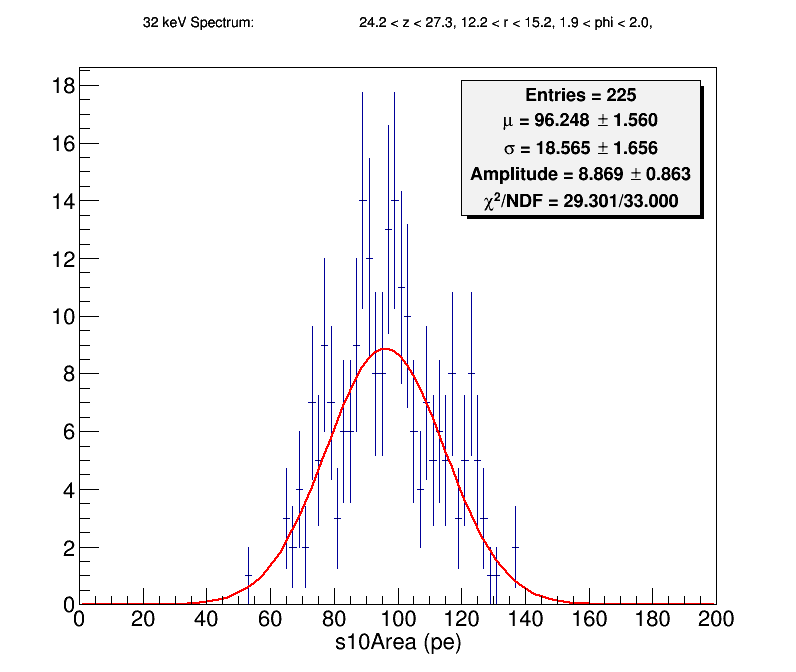 32 keV Spectrum: 24.2 < z < 27.3, 12.2 < r < 15.2, 1.9 < phi < 2.0,
Entries = 225
μ = 96.248 ± 1.560
σ = 18.565 ± 1.656
Amplitude = 8.869 ± 0.863
χ²/NDF = 29.301/33.000
18
16
14
12
10
8
6
4
2
0
0 20 40 60 80 100 120 140 160 180 200
s10Area (pe)